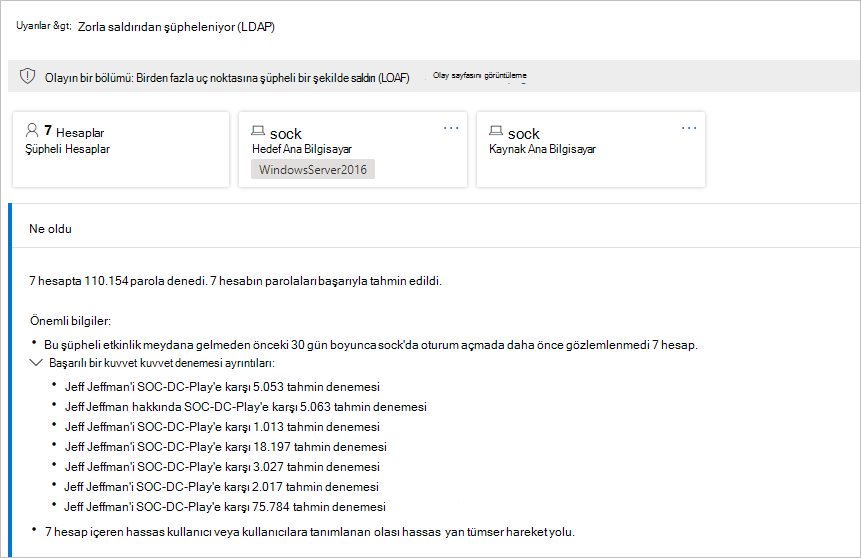 Uyarılar &gt; Zorla saldırıdan şüpheleniyor (LDAP)
Olayın bir bölümü: Birden fazla uç noktasına şüpheli bir şekilde saldırı (LOAF) Olay sayfasını görüntüleme
7 Hesaplar
Şüpheli Hesaplar
sock
Hedef Ana Bilgisayar
WindowsServer2016
sock
Kaynak Ana Bilgisayar
Ne oldu
7 hesapta 110.154 parola denedi. 7 hesabın parolaları başarıyla tahmin edildi.
Önemli bilgiler:
• Bu şüpheli etkinlik meydana gelmeden önceki 30 gün boyunca sock'da oturum açmada daha önce gözlemlenmedi 7 hesap.
Başarılı bir kuvvet kuvvet denemesi ayrıntıları:
• Jeff Jeffman'i SOC-DC-Play'e karşı 5.053 tahmin denemesi
• Jeff Jeffman hakkında SOC-DC-Play'e karşı 5.063 tahmin denemesi
• Jeff Jeffman'i SOC-DC-Play'e karşı 1.013 tahmin denemesi
• Jeff Jeffman'i SOC-DC-Play'e karşı 18.197 tahmin denemesi
• Jeff Jeffman'i SOC-DC-Play'e karşı 3.027 tahmin denemesi
• Jeff Jeffman'i SOC-DC-Play'e karşı 2.017 tahmin denemesi
• Jeff Jeffman'i SOC-DC-Play'e karşı 75.784 tahmin denemesi
• 7 hesap içeren hassas kullanıcı veya kullanıcılara tanımlanan olası hassas yan tümser hareket yolu.